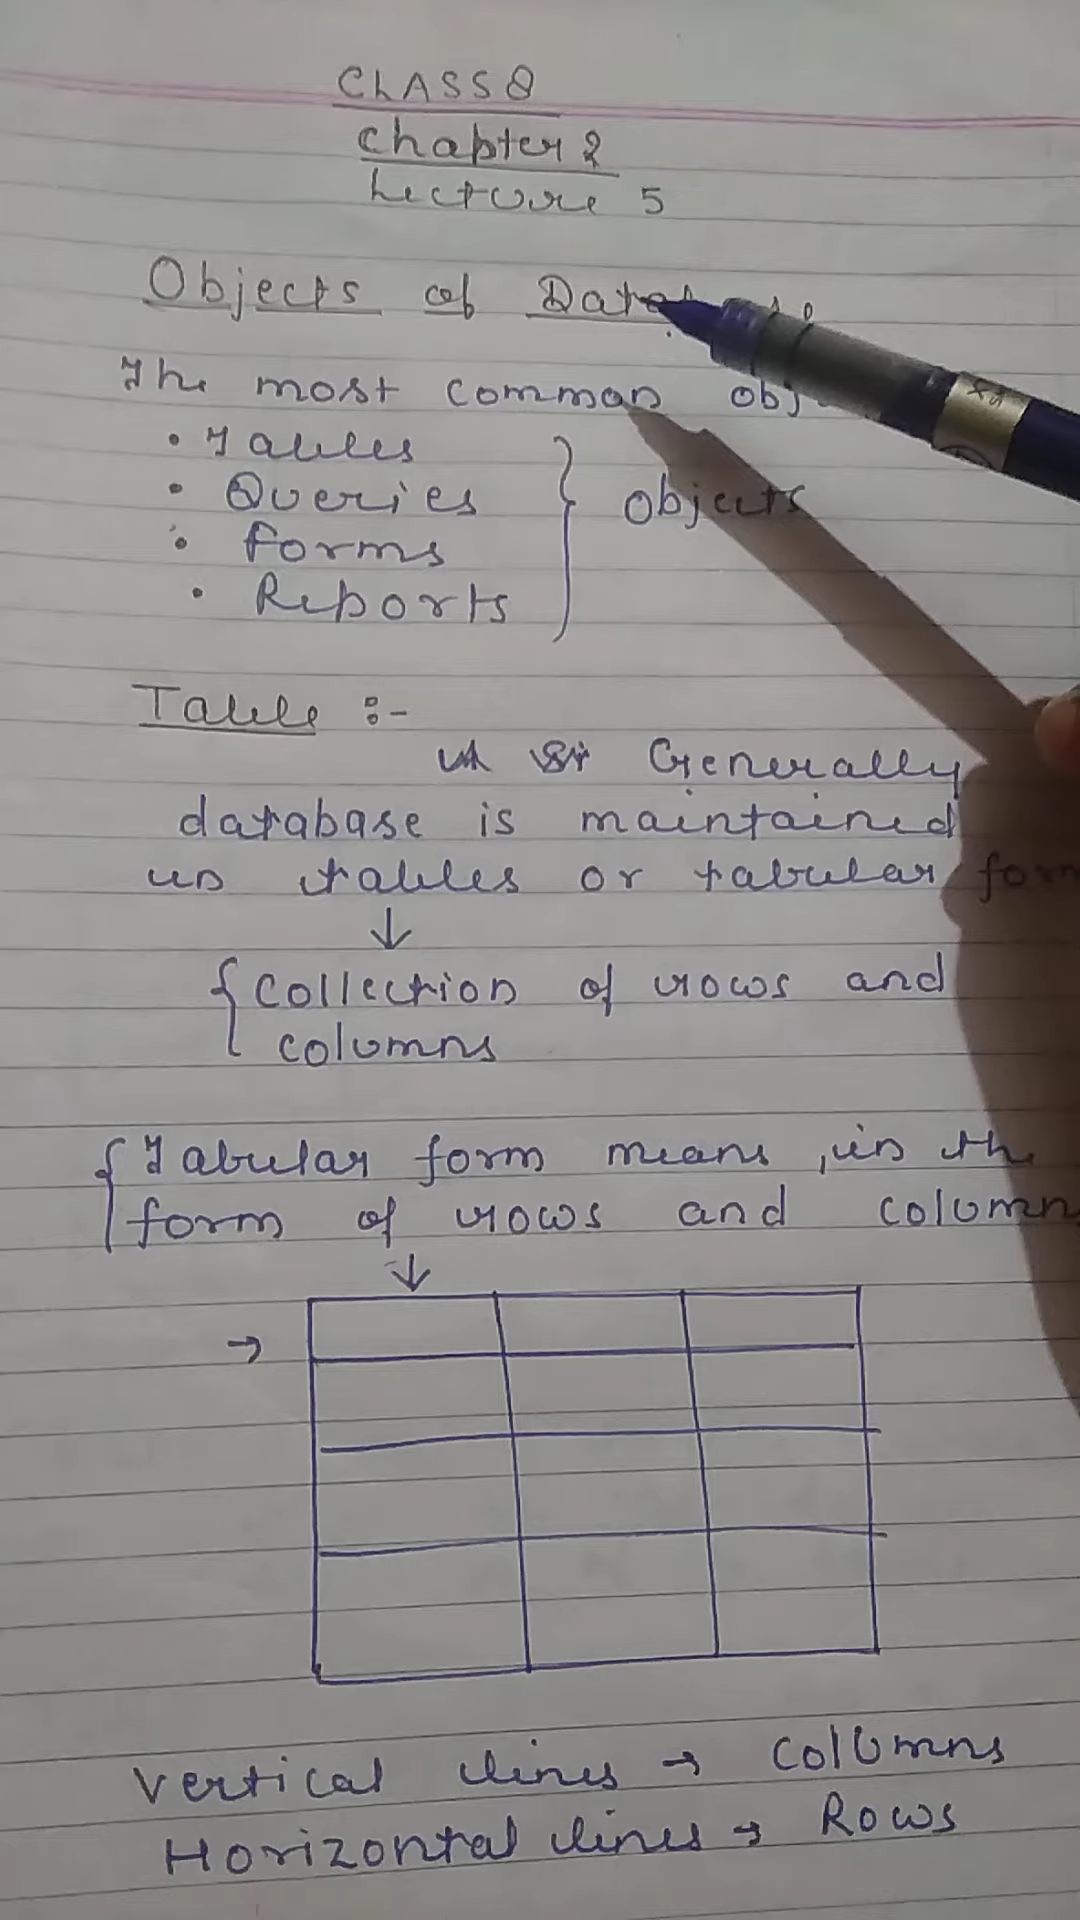 CLASS 8
Chapter 2
Lecture 5
Objects of
The most common
• Tables
• Queries
• Forms
• Reports
} Objects
Table :-
Generally
database is maintained
in tables or tabular form
↓
{ Collection of rows and
columns
{ Tabular form means, in the
form of rows and column
↓
→
Vertical lines → Columns
Horizontal lines → Rows